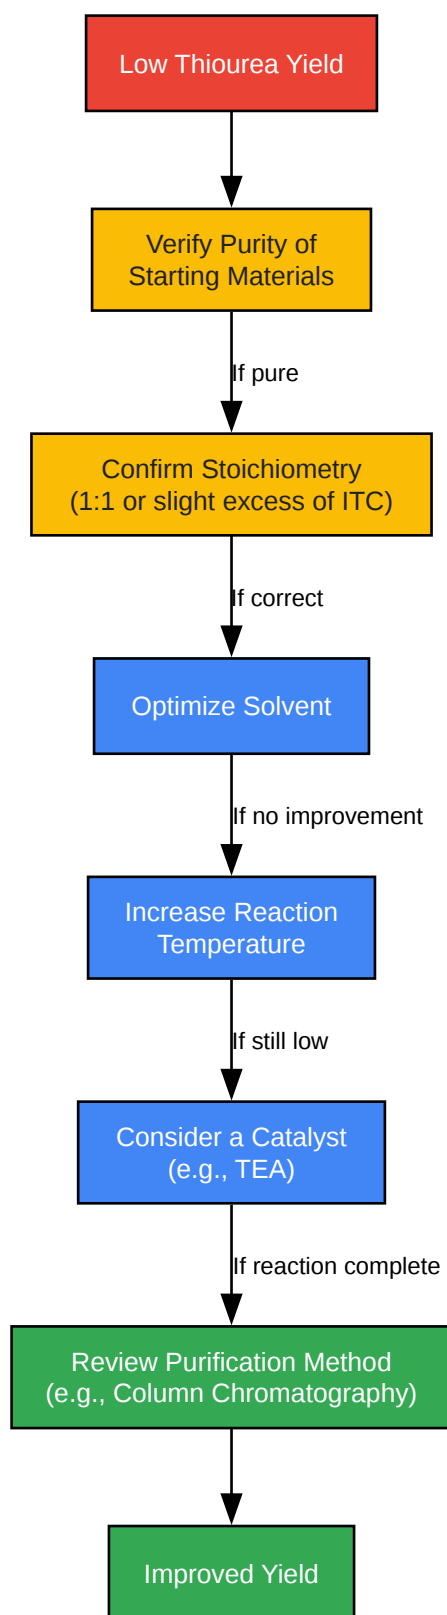 Low Thiourea Yield
Verify Purity of
Starting Materials
If pure
Confirm Stoichiometry
(1:1 or slight excess of ITC)
If correct
Optimize Solvent
If no improvement
Increase Reaction
Temperature
If still low
Consider a Catalyst
(e.g., TEA)
If reaction complete
Review Purification Method
(e.g., Column Chromatography)
Improved Yield